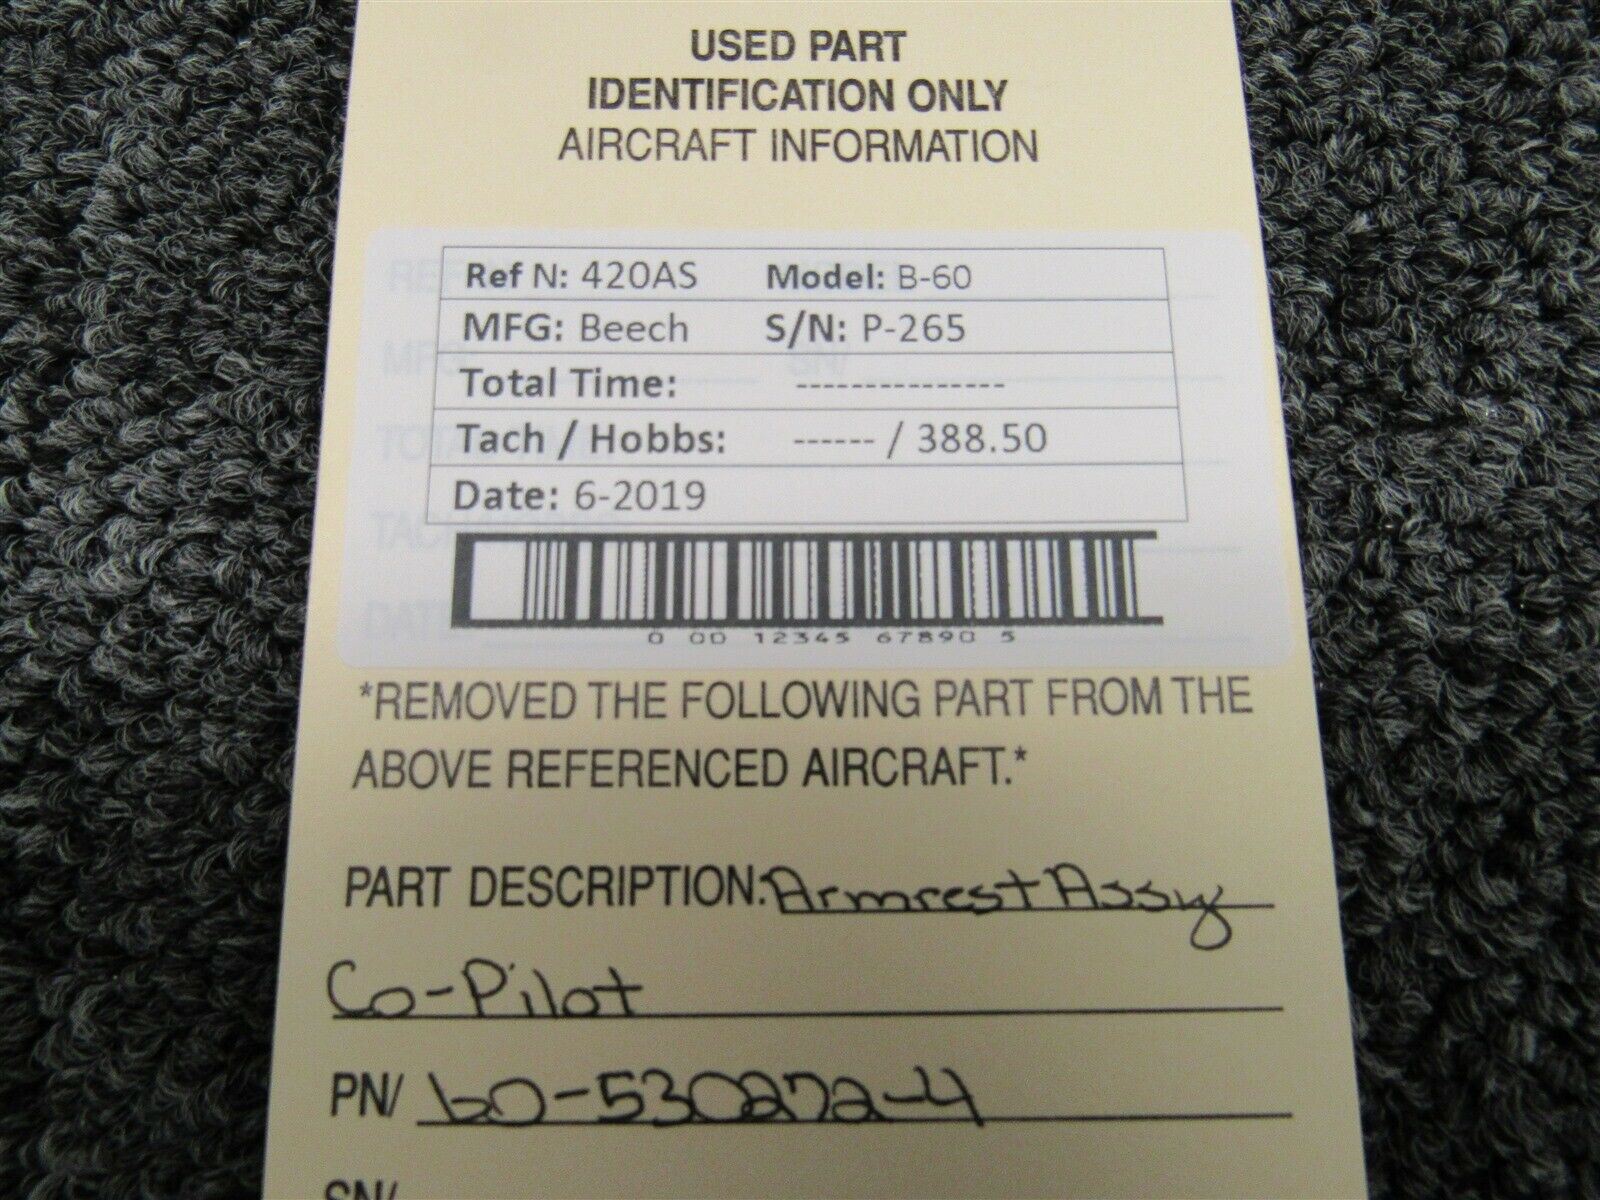 USED PART
IDENTIFICATION ONLY
AIRCRAFT INFORMATION
Ref N: 420AS Model: B-60
MFG: Beech S/N: P-265
Total Time: ---------------
Tach / Hobbs: ------ / 388.50
Date: 6-2019
0 00 12345 67890 5
*REMOVED THE FOLLOWING PART FROM THE
ABOVE REFERENCED AIRCRAFT.*
PART DESCRIPTION: Armrest Assy
Co-Pilot
PN/ 60-530272-4
SN/